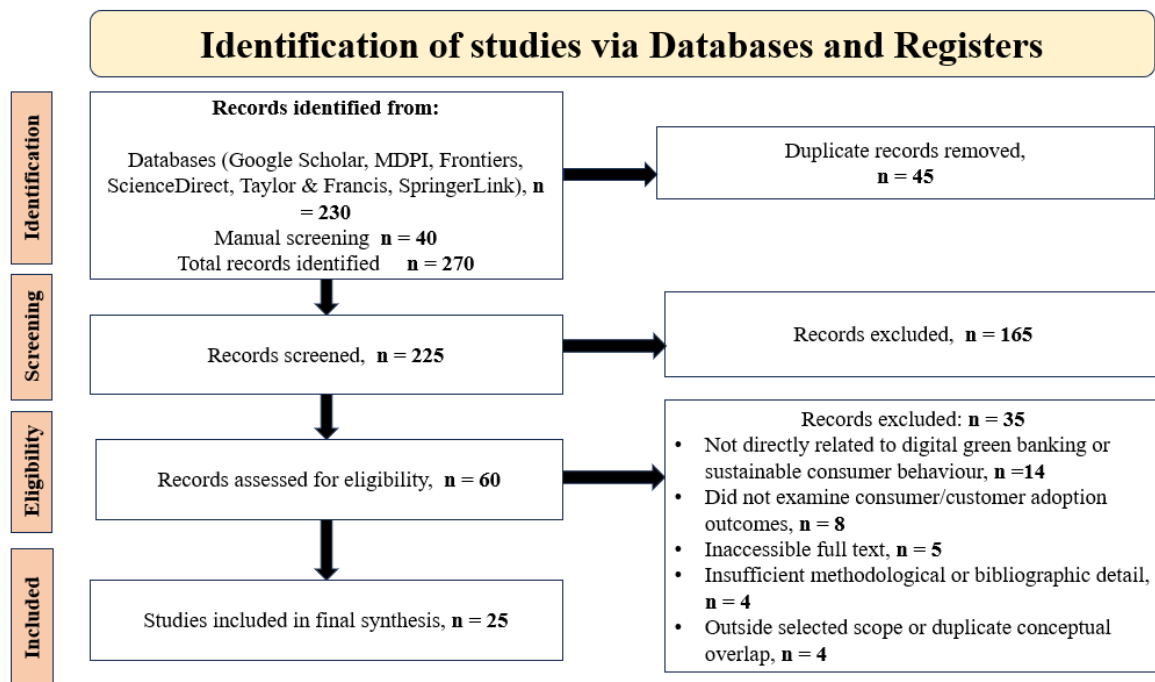 Identification of studies via Databases and Registers
Identification
Records identified from:
Databases (Google Scholar, MDPI, Frontiers,
ScienceDirect, Taylor & Francis, SpringerLink), n
= 230
Manual screening n = 40
Total records identified n = 270
Duplicate records removed,
n = 45
Screening
Records screened, n = 225
Records excluded, n = 165
Eligibility
Records assessed for eligibility, n = 60
Records excluded: n = 35
• Not directly related to digital green banking or
sustainable consumer behaviour, n =14
• Did not examine consumer/customer adoption
outcomes, n = 8
• Inaccessible full text, n = 5
• Insufficient methodological or bibliographic detail,
n = 4
• Outside selected scope or duplicate conceptual
overlap, n = 4
Included
Studies included in final synthesis, n = 25